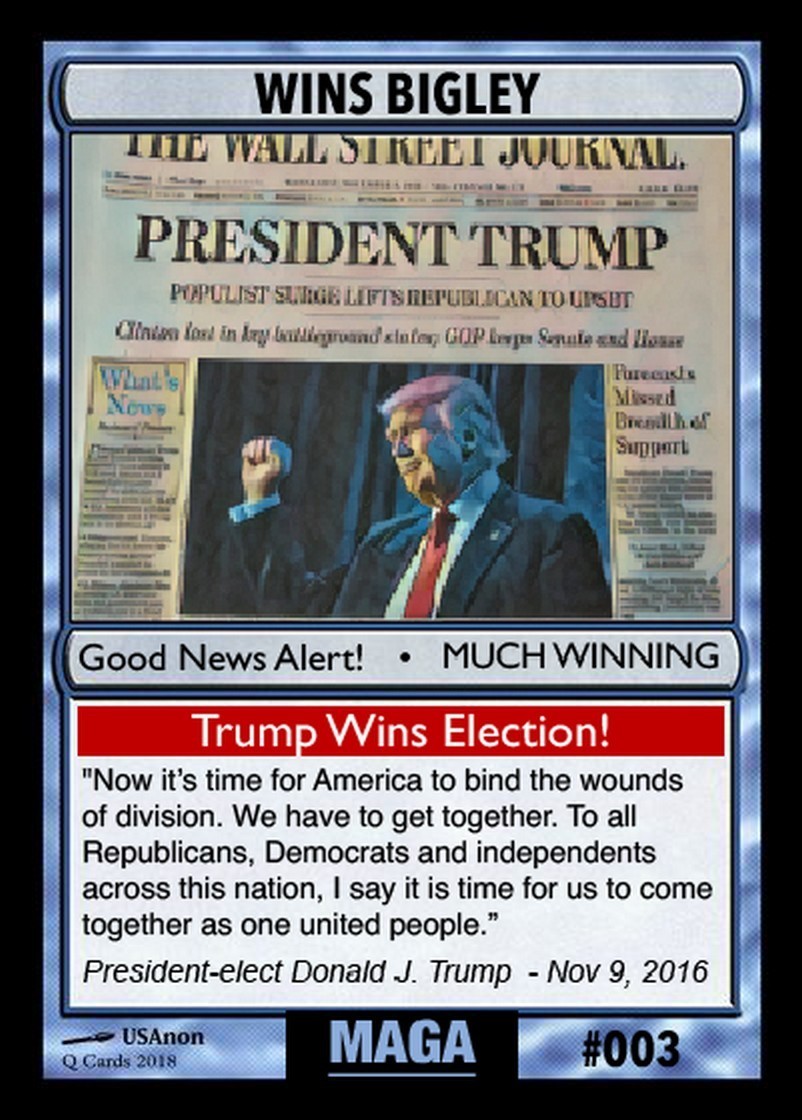 WINS BIGLEY
THE WALL STREET JOURNAL.
PRESIDENT TRUMP
POPULIST SURGE LIFTS REPUBLICAN TO UPSET
Clinton lost in key battleground states; GOP keeps Senate and House
What's
News
Forecasts
Missed
Breadth of
Support
Good News Alert! • MUCH WINNING
Trump Wins Election!
"Now it’s time for America to bind the wounds
of division. We have to get together. To all
Republicans, Democrats and independents
across this nation, I say it is time for us to come
together as one united people.”
President-elect Donald J. Trump - Nov 9, 2016
USAnon
Q Cards 2018
MAGA
#003